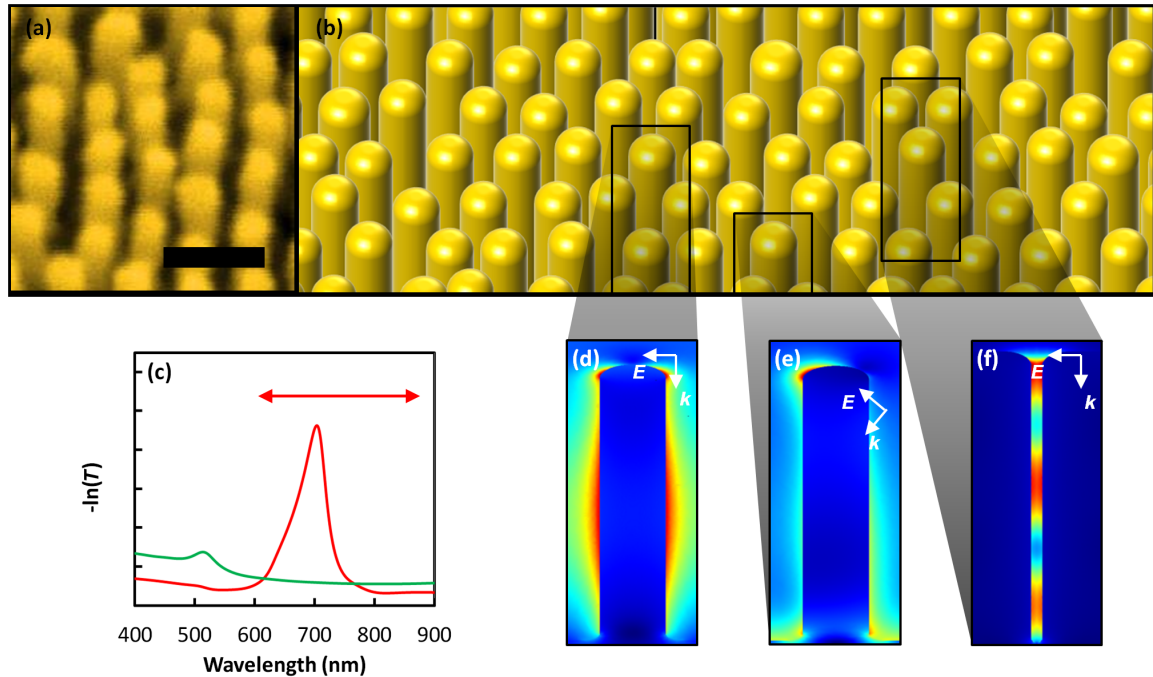 (a)
(b)
(c)
-ln(T)
400 500 600 700 800 900
Wavelength (nm)
(d)
E
k
(e)
E
k
(f)
E
k